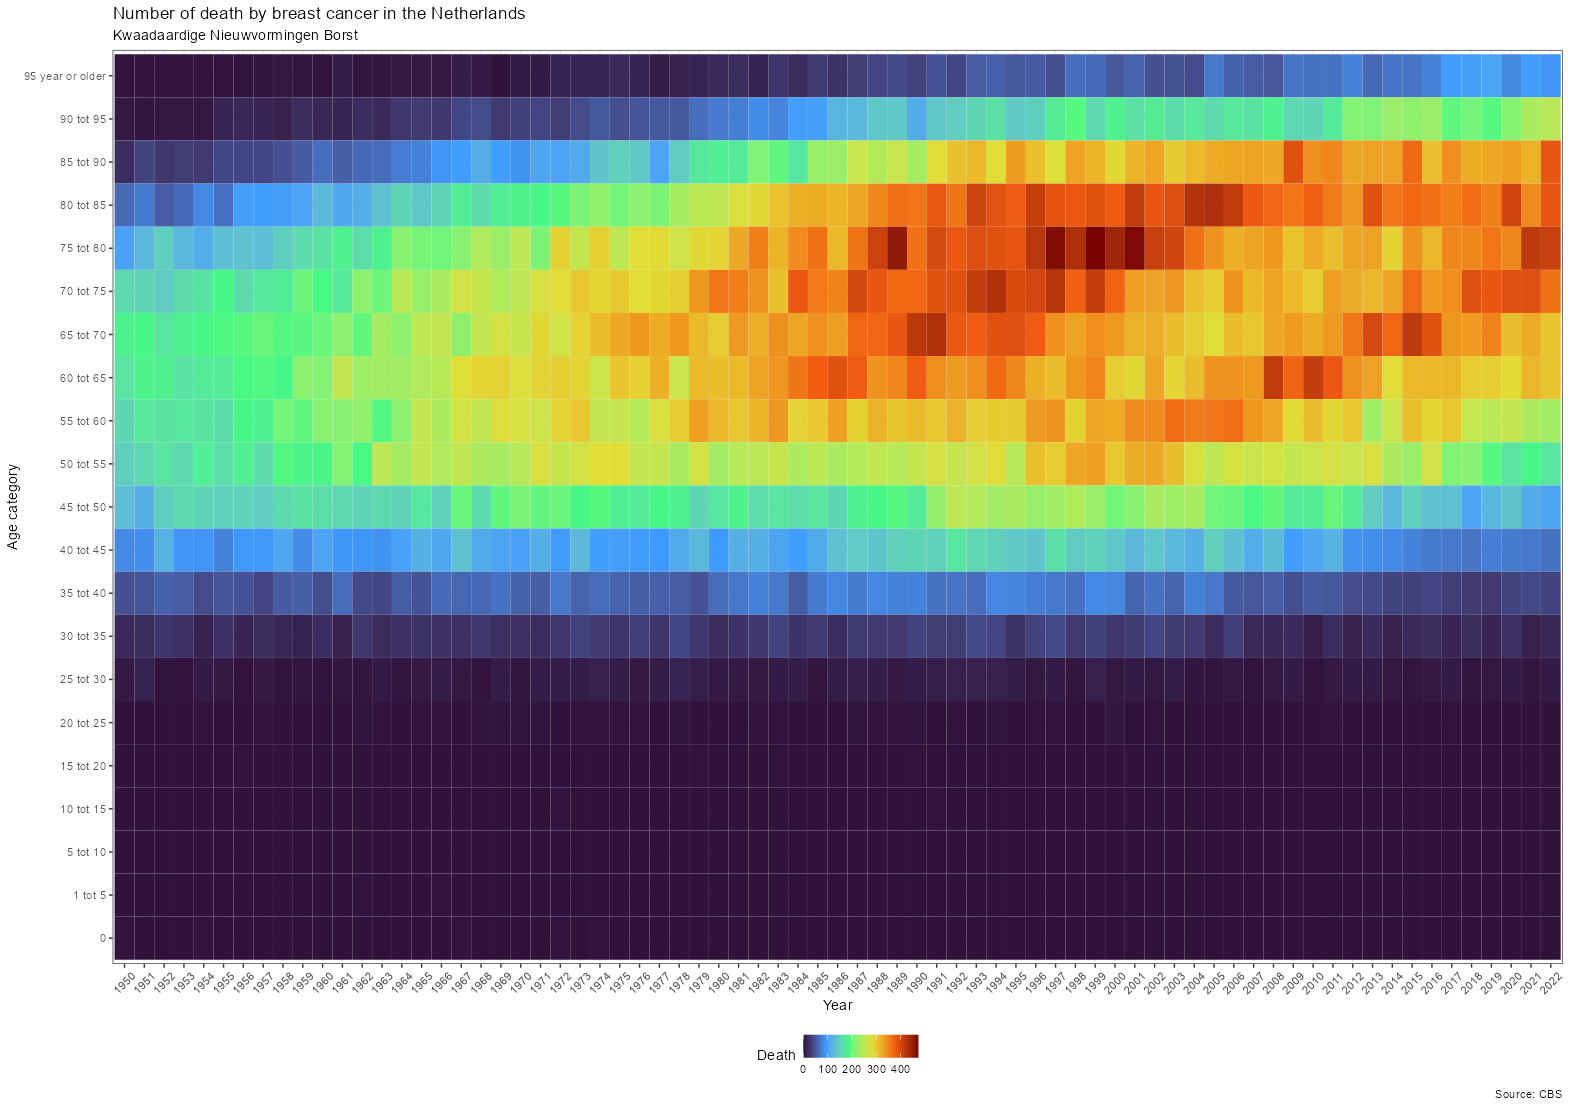 Number of death by breast cancer in the Netherlands
Kwaadaardige Nieuwvormingen Borst
Age category
95 year or older
90 tot 95
85 tot 90
80 tot 85
75 tot 80
70 tot 75
65 tot 70
60 tot 65
55 tot 60
50 tot 55
45 tot 50
40 tot 45
35 tot 40
30 tot 35
25 tot 30
20 tot 25
15 tot 20
10 tot 15
5 tot 10
1 tot 5
0
1950 1951 1952 1953 1954 1955 1956 1957 1958 1959 1960 1961 1962 1963 1964 1965 1966 1967 1968 1969 1970 1971 1972 1973 1974 1975 1976 1977 1978 1979 1980 1981 1982 1983 1984 1985 1986 1987 1988 1989 1990 1991 1992 1993 1994 1995 1996 1997 1998 1999 2000 2001 2002 2003 2004 2005 2006 2007 2008 2009 2010 2011 2012 2013 2014 2015 2016 2017 2018 2019 2020 2021 2022
Year
Death
0 100 200 300 400
Source: CBS